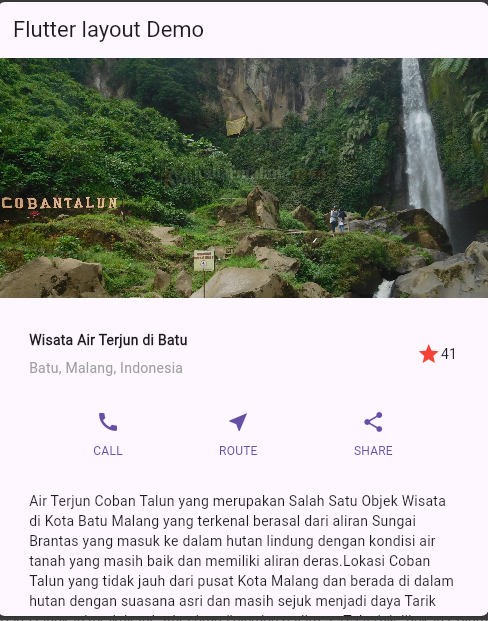 Flutter layout Demo
COBANTALUN
Wisata Air Terjun di Batu
Batu, Malang, Indonesia
41
CALL
ROUTE
SHARE
Air Terjun Coban Talun yang merupakan Salah Satu Objek Wisata
di Kota Batu Malang yang terkenal berasal dari aliran Sungai
Brantas yang masuk ke dalam hutan lindung dengan kondisi air
tanah yang masih baik dan memiliki aliran deras.Lokasi Coban
Talun yang tidak jauh dari pusat Kota Malang dan berada di dalam
hutan dengan suasana asri dan masih sejuk menjadi daya Tarik